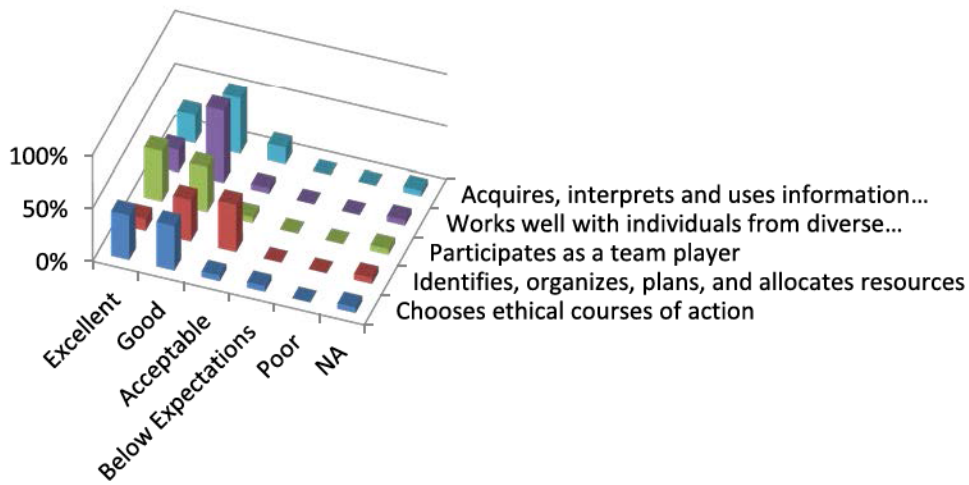 100%
50%
0%
Excellent
Good
Acceptable
Below Expectations
Poor
NA
Acquires, interprets and uses information…
Works well with individuals from diverse…
Participates as a team player
Identifies, organizes, plans, and allocates resources
Chooses ethical courses of action